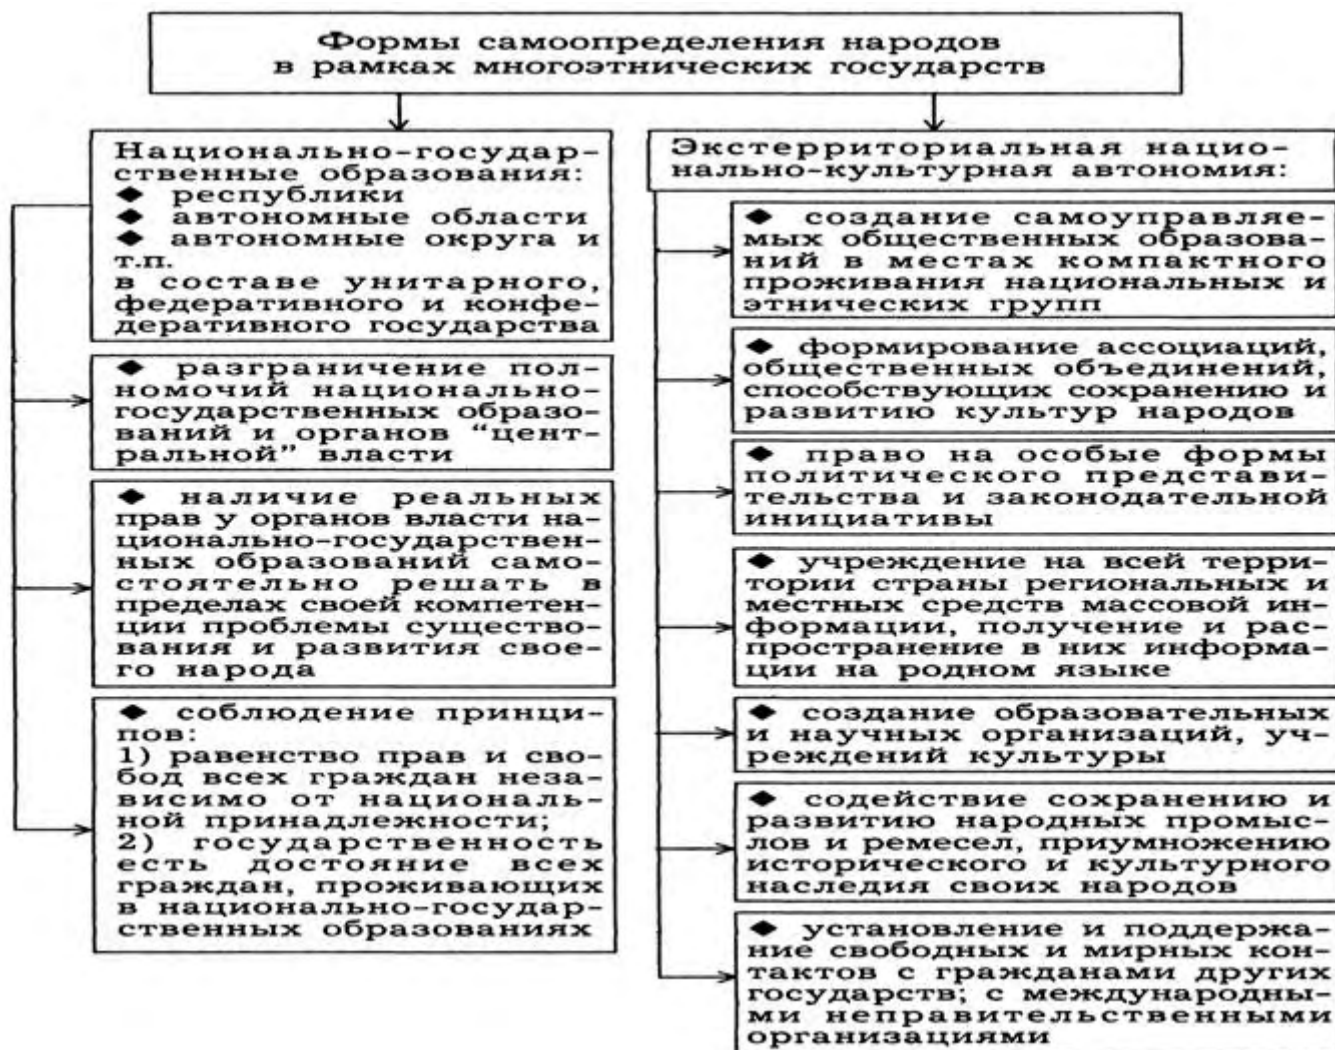 Формы самоопределения народов
в рамках многоэтнических государств
Национально-государ-
ственные образования:
◆ республики
◆ автономные области
◆ автономные округа и
т.п.
в составе унитарного,
федеративного и конфе-
деративного государства
◆ разграничение пол-
номочий национально-
государственных образо-
ваний и органов “цент-
ральной” власти
◆ наличие реальных
прав у органов власти на-
ционально-государствен-
ных образований само-
стоятельно решать в
пределах своей компетен-
ции проблемы существо-
вания и развития свое-
го народа
◆ соблюдение принци-
пов:
1) равенство прав и сво-
бод всех граждан неза-
висимо от националь-
ной принадлежности;
2) государственность
есть достояние всех
граждан, проживающих
в национально-государ-
ственных образованиях
Экстерриториальная нацио-
нально-культурная автономия:
◆ создание самоуправляе-
мых общественных образова-
ний в местах компактного
проживания национальных и
этнических групп
◆ формирование ассоциаций,
общественных объединений,
способствующих сохранению и
развитию культур народов
◆ право на особые формы
политического представи-
тельства и законодательной
инициативы
◆ учреждение на всей терри-
тории страны региональных и
местных средств массовой ин-
формации, получение и рас-
пространение в них информа-
ции на родном языке
◆ создание образовательных
и научных организаций, уч-
реждений культуры
◆ содействие сохранению и
развитию народных промыс-
лов и ремесел, приумножению
исторического и культурного
наследия своих народов
◆ установление и поддержа-
ние свободных и мирных кон-
тактов с гражданами других
государств; с международны-
ми неправительственными
организациями